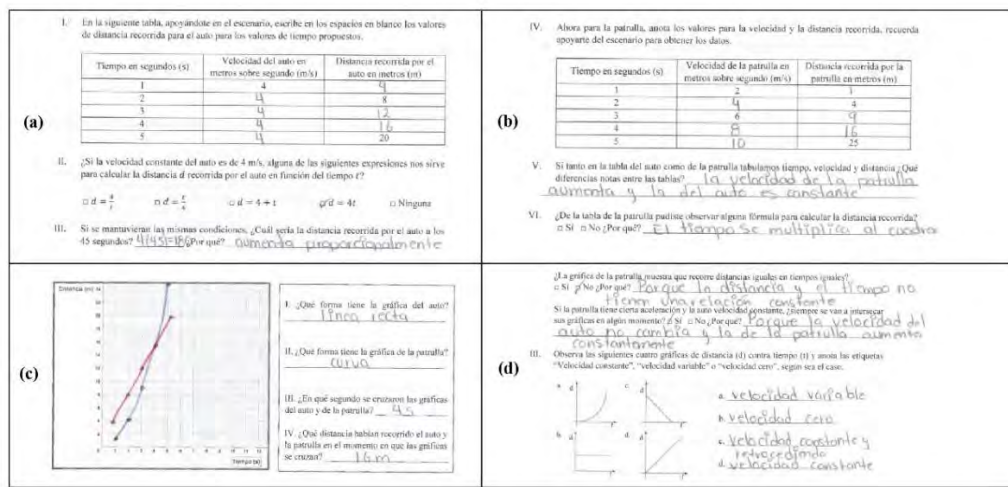 I. En la siguiente tabla, apoyándote en el escenario, escribe en los espacios en blanco los valores
de distancia recorrida para el auto para los valores de tiempo propuestos.
Tiempo en segundos (s) Velocidad del auto en metros sobre segundo (m/s) Distancia recorrida por el auto en metros (m)
1 4 4
2 4 8
3 4 12
4 4 16
5 4 20
(a)
II. ¿Si la velocidad constante del auto es de 4 m/s, alguna de las siguientes expresiones nos sirve
para calcular la distancia d recorrida por el auto en función del tiempo t?
d = 4/t d = t/4 d = 4 + t d = 4t Ninguna
III. Si se mantuvieran las mismas condiciones, ¿Cuál sería la distancia recorrida por el auto a los
45 segundos? ¿Por qué? aumenta proporcionalmente
IV. Ahora para la patrulla, anota los valores para la velocidad y la distancia recorrida, recuerda
apoyarte del escenario para obtener los datos.
Tiempo en segundos (s) Velocidad de la patrulla en metros sobre segundo (m/s) Distancia recorrida por la patrulla en metros (m)
1 2 1
2 4 4
3 6 9
4 8 16
5 10 25
(b)
V. Si tanto en la tabla del auto como de la patrulla tabulamos tiempo, velocidad y distancia ¿Qué
diferencias notas entre las tablas? la velocidad de la patrulla
aumenta y la del auto es constante
VI. ¿De la tabla de la patrulla pudiste observar alguna fórmula para calcular la distancia recorrida?
Si No ¿Por qué? El tiempo se multiplica al cuadra
(c)
Distancia (m)
Tiempo (s)
I. ¿Qué forma tiene la gráfica del auto?
linea recta
II. ¿Qué forma tiene la gráfica de la patrulla?
curva
III. ¿En qué segundo se cruzaron las gráficas
del auto y de la patrulla? 4 s
IV. ¿Qué distancia habían recorrido el auto y
la patrulla en el momento en que las gráficas
se cruzan? 16 m
(d)
¿La gráfica de la patrulla muestra que recorre distancias iguales en tiempos iguales?
Si No ¿Por qué? Porque la distancia y el tiempo no
tienen una relación constante
Si la patrulla tiene cierta aceleración y la auto velocidad constante, ¿siempre se van a intersecar
sus gráficas en algún momento? Si No ¿Por qué? Porque la velocidad del
auto no cambia y la de la patrulla aumenta
constantemente
III. Observa las siguientes cuatro gráficas de distancia (d) contra tiempo (t) y anota las etiquetas
"Velocidad constante", "velocidad variable" o "velocidad cero", según sea el caso.
a. velocidad variable
b. velocidad cero
c. velocidad constante y
retrocediendo
d. velocidad constante